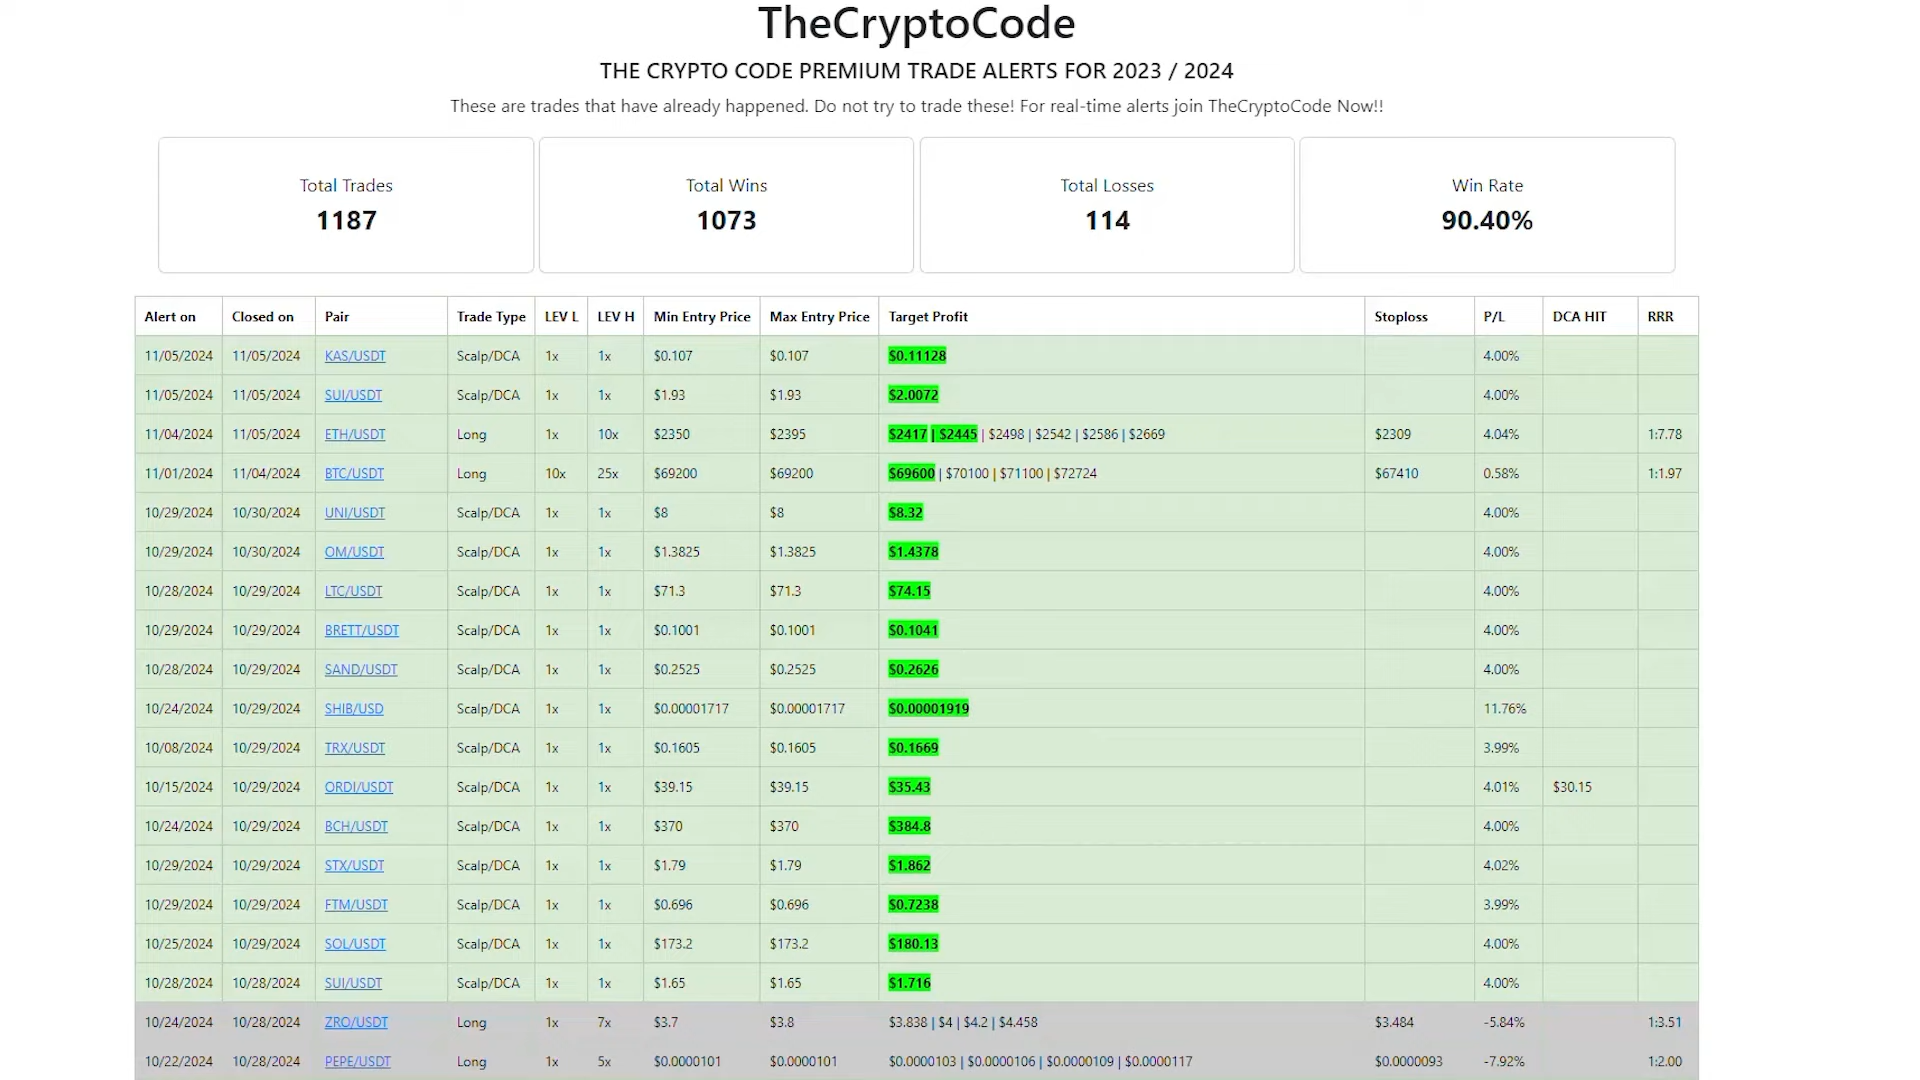 TheCryptoCode
THE CRYPTO CODE PREMIUM TRADE ALERTS FOR 2023 / 2024
These are trades that have already happened. Do not try to trade these! For real-time alerts join TheCryptoCode Now!!
Total Trades Total Wins Total Losses Win Rate
1187 1073 114 90.40%
Alert on Closed on Pair Trade Type LEV L LEV H Min Entry Price Max Entry Price Target Profit Stoploss P/L DCA HIT RRR
11/05/2024 11/05/2024 KAS/USDT Scalp/DCA 1x 1x $0.107 $0.107 $0.11128 4.00%
11/05/2024 11/05/2024 SUI/USDT Scalp/DCA 1x 1x $1.93 $1.93 $2.0072 4.00%
11/04/2024 11/05/2024 ETH/USDT Long 1x 10x $2350 $2395 $2417 | $2445 | $2498 | $2542 | $2586 | $2669 $2309 4.04% 1:7.78
11/01/2024 11/04/2024 BTC/USDT Long 10x 25x $69200 $69200 $69600 | $70100 | $71100 | $72724 $67410 0.58% 1:1.97
10/29/2024 10/30/2024 UNI/USDT Scalp/DCA 1x 1x $8 $8 $8.32 4.00%
10/29/2024 10/30/2024 OM/USDT Scalp/DCA 1x 1x $1.3825 $1.3825 $1.4378 4.00%
10/28/2024 10/29/2024 LTC/USDT Scalp/DCA 1x 1x $71.3 $71.3 $74.15 4.00%
10/29/2024 10/29/2024 BRETT/USDT Scalp/DCA 1x 1x $0.1001 $0.1001 $0.1041 4.00%
10/28/2024 10/29/2024 SAND/USDT Scalp/DCA 1x 1x $0.2525 $0.2525 $0.2626 4.00%
10/24/2024 10/29/2024 SHIB/USD Scalp/DCA 1x 1x $0.00001717 $0.00001717 $0.00001919 11.76%
10/08/2024 10/29/2024 TRX/USDT Scalp/DCA 1x 1x $0.1605 $0.1605 $0.1669 3.99%
10/15/2024 10/29/2024 ORDI/USDT Scalp/DCA 1x 1x $39.15 $39.15 $35.43 4.01% $30.15
10/24/2024 10/29/2024 BCH/USDT Scalp/DCA 1x 1x $370 $370 $384.8 4.00%
10/29/2024 10/29/2024 STX/USDT Scalp/DCA 1x 1x $1.79 $1.79 $1.862 4.02%
10/29/2024 10/29/2024 FTM/USDT Scalp/DCA 1x 1x $0.696 $0.696 $0.7238 3.99%
10/25/2024 10/29/2024 SOL/USDT Scalp/DCA 1x 1x $173.2 $173.2 $180.13 4.00%
10/28/2024 10/28/2024 SUI/USDT Scalp/DCA 1x 1x $1.65 $1.65 $1.716 4.00%
10/24/2024 10/28/2024 ZRO/USDT Long 1x 7x $3.7 $3.8 $3.838 | $4 | $4.2 | $4.458 $3.484 -5.84% 1:3.51
10/22/2024 10/28/2024 PEPE/USDT Long 1x 5x $0.0000101 $0.0000101 $0.0000103 | $0.0000106 | $0.0000109 | $0.0000117 $0.0000093 -7.92% 1:2.00